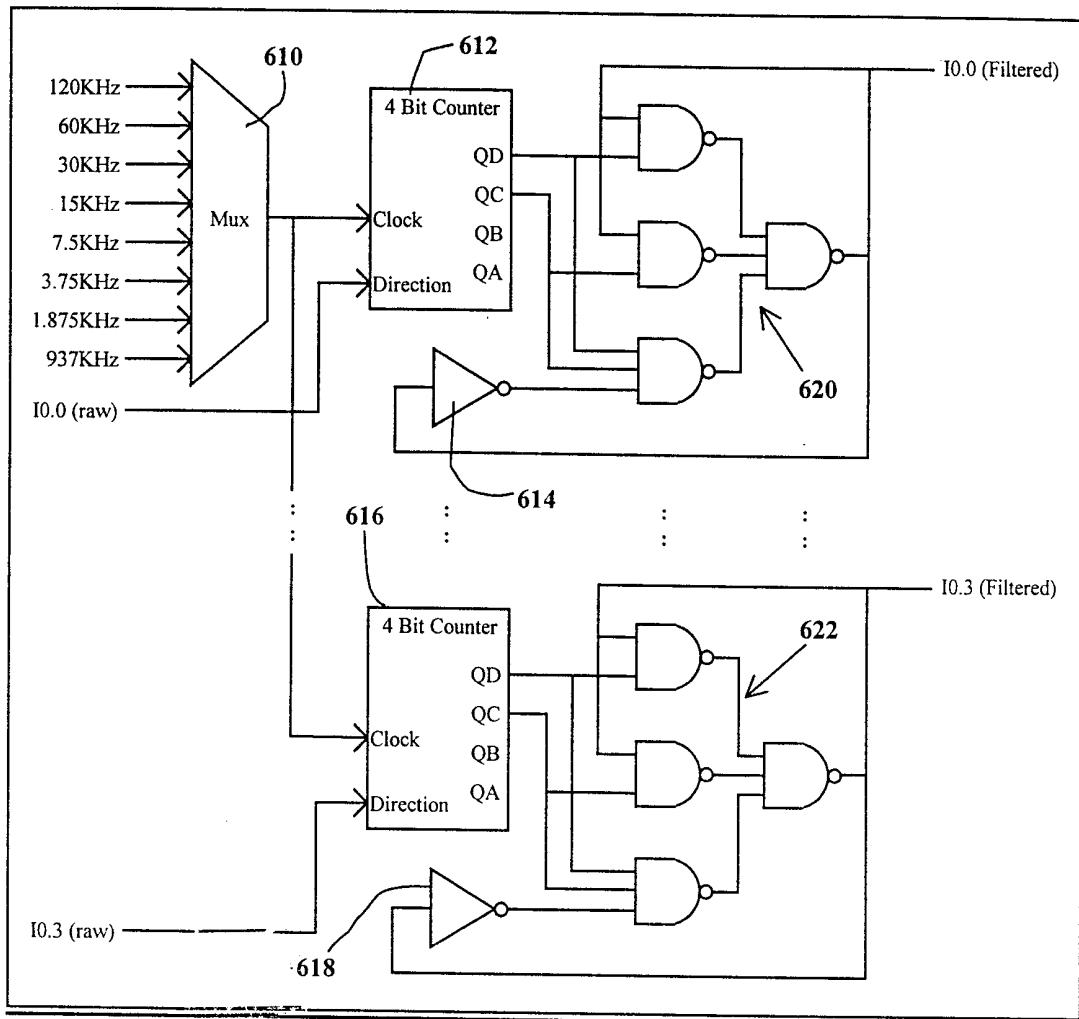 610
612
120KHz
60KHz
30KHz
15KHz
7.5KHz
3.75KHz
1.875KHz
937KHz
Mux
I0.0 (raw)
4 Bit Counter
QD
QC
QB
QA
Clock
Direction
I0.0 (Filtered)
620
614
616
4 Bit Counter
QD
QC
QB
QA
Clock
Direction
I0.3 (Filtered)
622
I0.3 (raw)
618